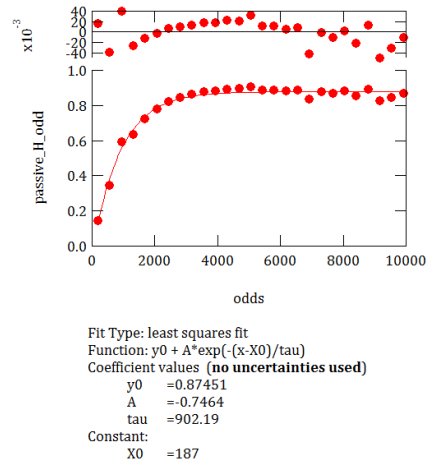 x10⁻³
40
20
0
-20
-40
passive_H_odd
1.0
0.8
0.6
0.4
0.2
0.0
0 2000 4000 6000 8000 10000
odds
Fit Type: least squares fit
Function: y0 + A*exp(-(x-X0)/tau)
Coefficient values (no uncertainties used)
y0 =0.87451
A =-0.7464
tau =902.19
Constant:
X0 =187